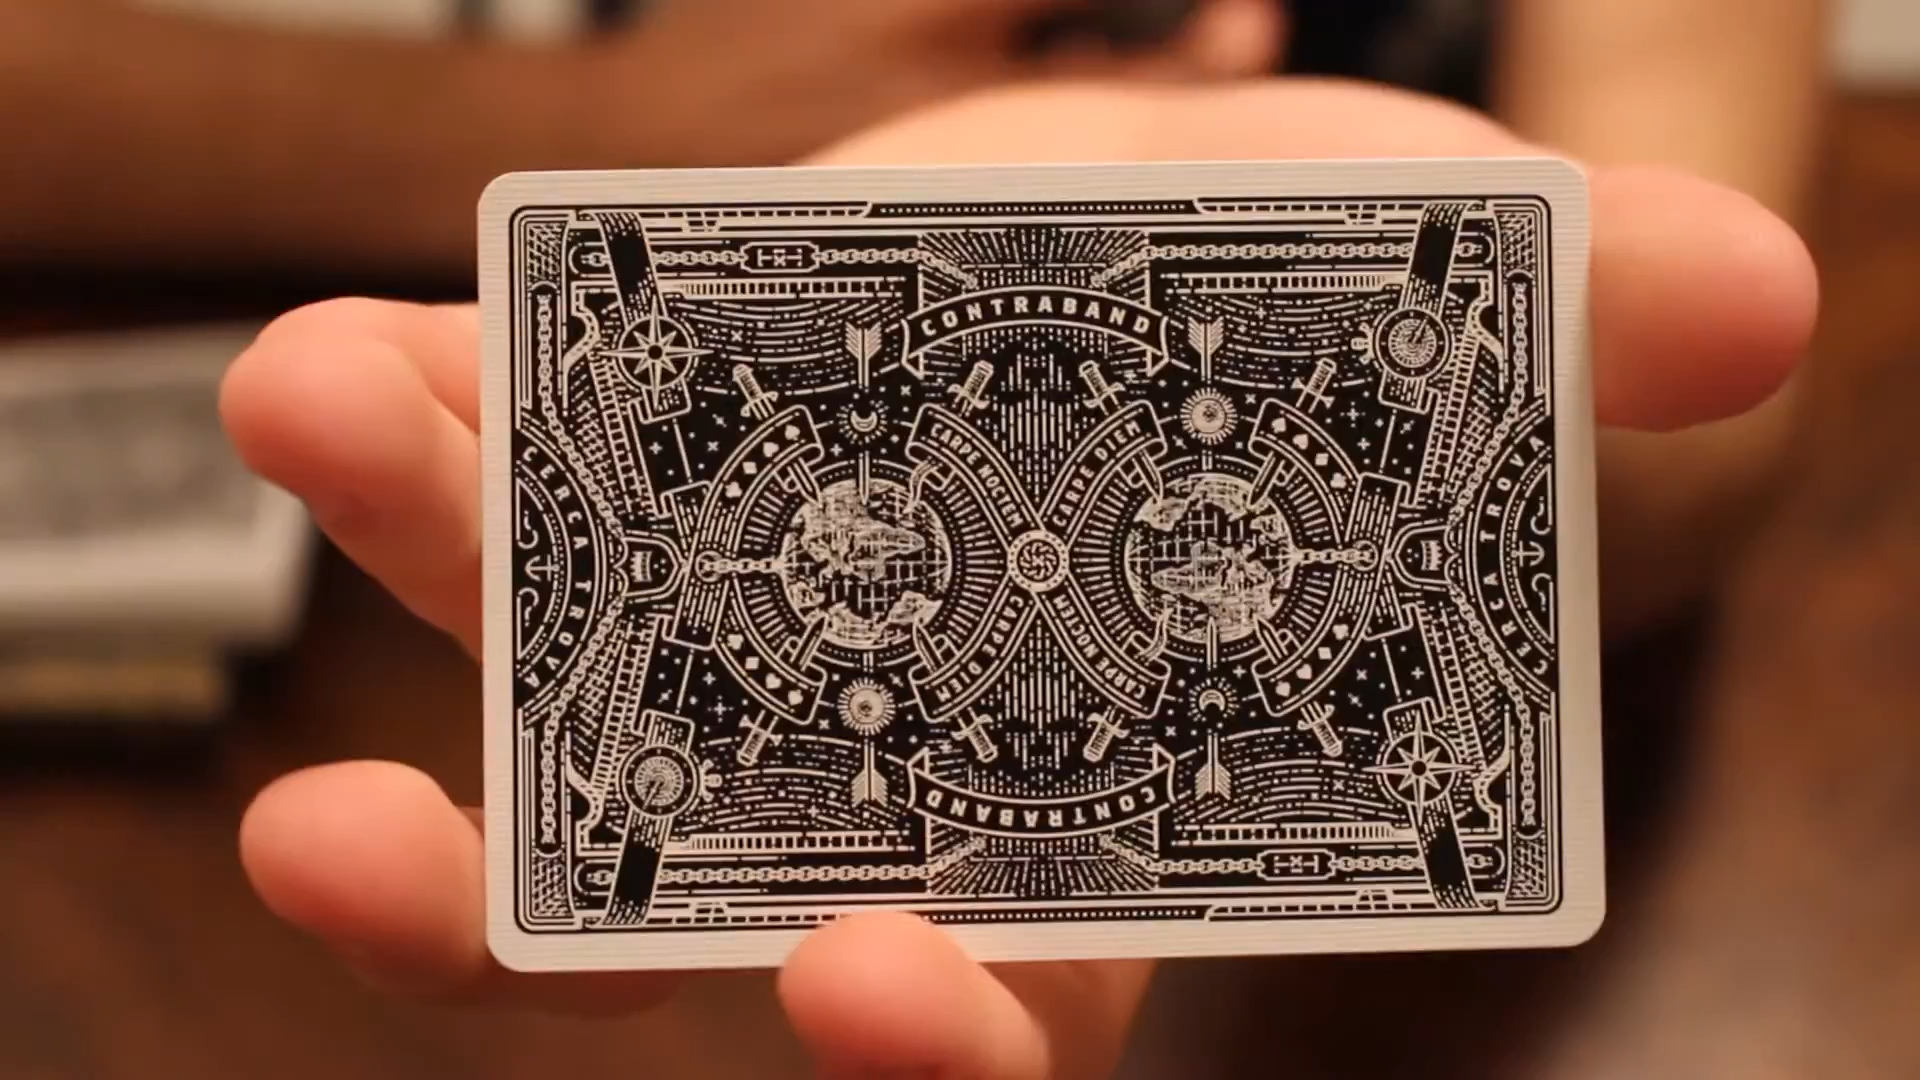 CONTRABAND
CARPE NOCTEM
CARPE DIEM
CERCA TROVA
CERCA TROVA
CARPE DIEM
CARPE NOCTEM
CONTRABAND